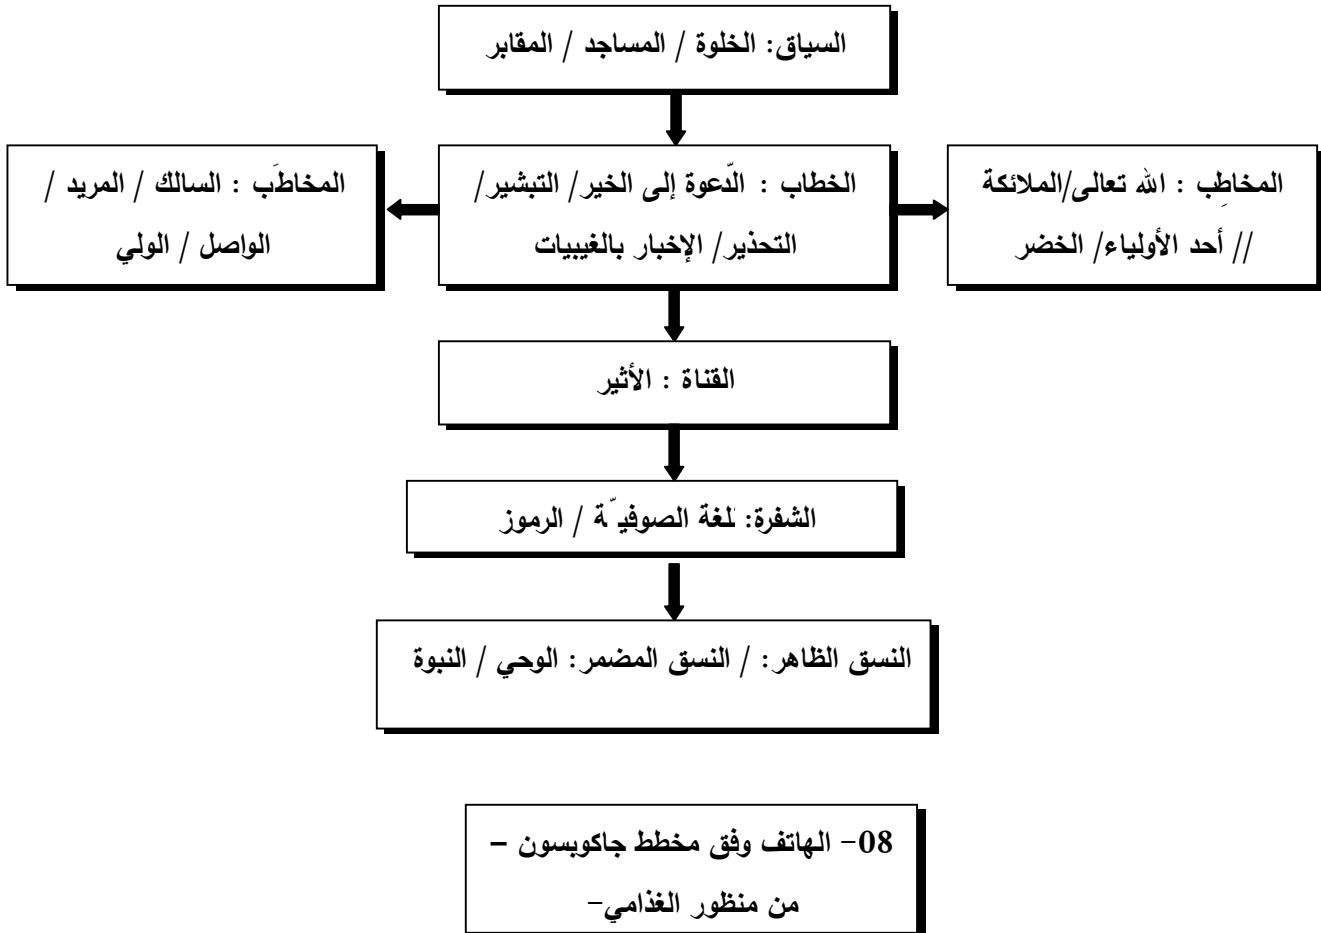 السياق: الخلوة / المساجد / المقابر
المخاطِب : الله تعالى/الملائكة
// أحد الأولياء/ الخضر
الخطاب : الدّعوة إلى الخير/ التبشير/
التحذير/ الإخبار بالغيبيات
المخاطَب : السالك / المريد /
الواصل / الولي
القناة : الأثير
الشفرة: لغة الصوفيّة / الرموز
النسق الظاهر: / النسق المضمر: الوحي / النبوة
08- الهاتف وفق مخطط جاكوبسون –
من منظور الغذامي-